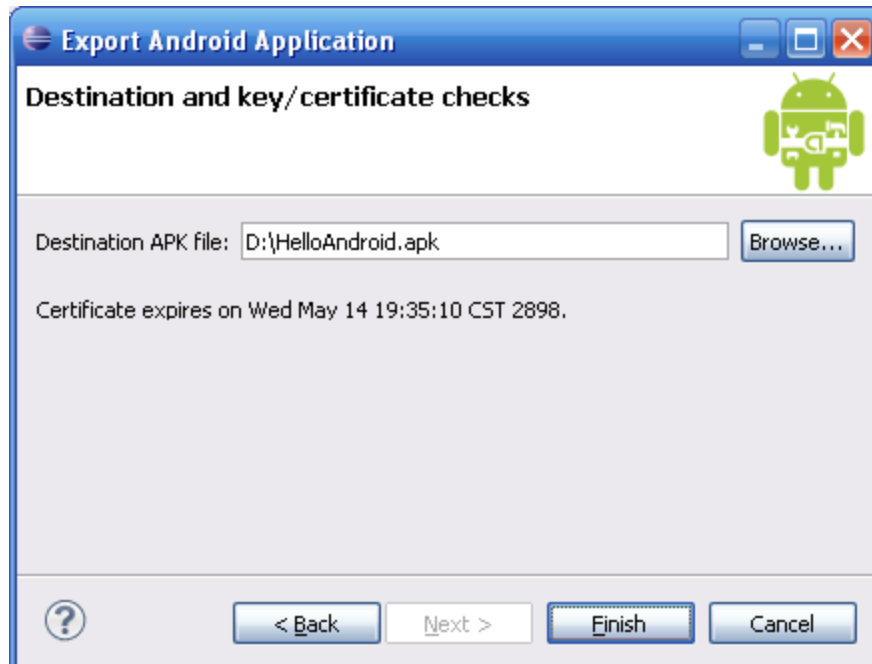 Export Android Application
Destination and key/certificate checks
Destination APK file: D:\HelloAndroid.apk Browse...
Certificate expires on Wed May 14 19:35:10 CST 2898.
? < Back Next > Finish Cancel